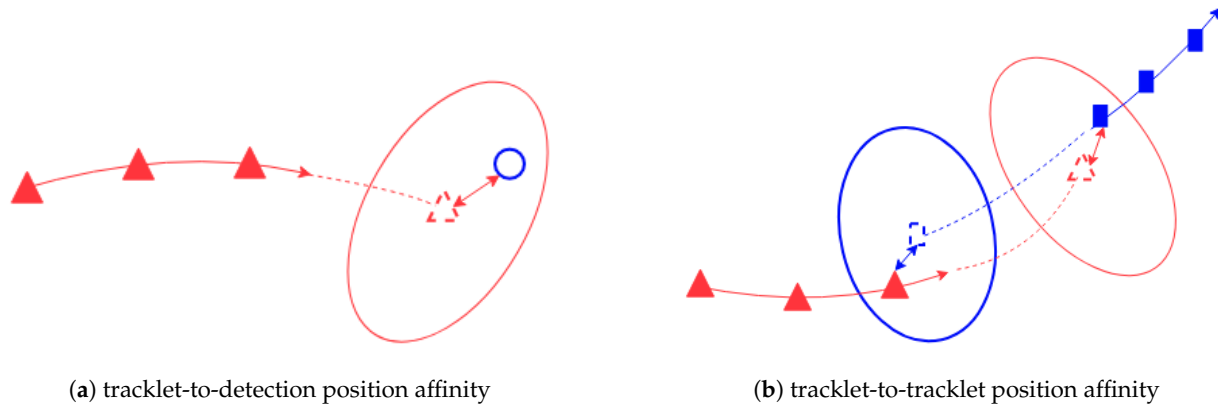 (a) tracklet-to-detection position affinity
(b) tracklet-to-tracklet position affinity